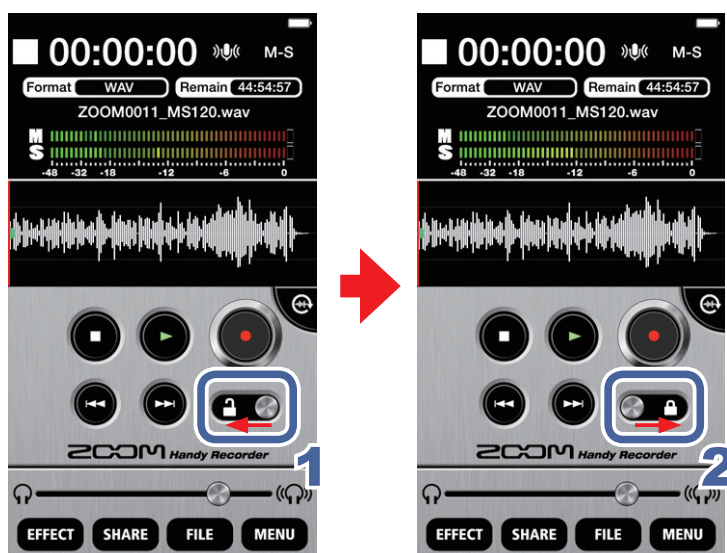 00:00:00 M-S
Format WAV Remain 44:54:57
ZOOM0011_MS120.wav
M
S
-48 -32 -18 -12 -6 0
ZOOM Handy Recorder
1
EFFECT SHARE FILE MENU
00:00:00 M-S
Format WAV Remain 44:54:57
ZOOM0011_MS120.wav
M
S
-48 -32 -18 -12 -6 0
ZOOM Handy Recorder
2
EFFECT SHARE FILE MENU